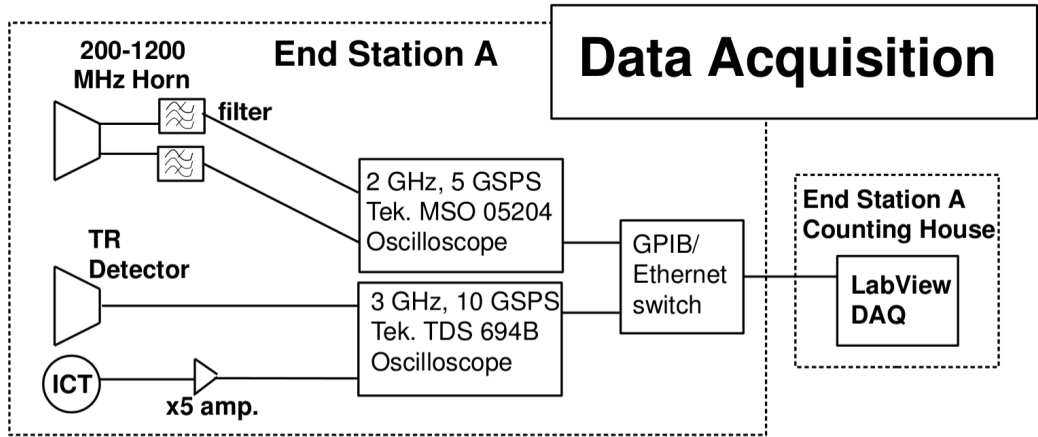 Data Acquisition
End Station A
200-1200
MHz Horn
filter
2 GHz, 5 GSPS
Tek. MSO 05204
Oscilloscope
TR
Detector
3 GHz, 10 GSPS
Tek. TDS 694B
Oscilloscope
ICT
x5 amp.
GPIB/
Ethernet
switch
End Station A
Counting House
LabView
DAQ